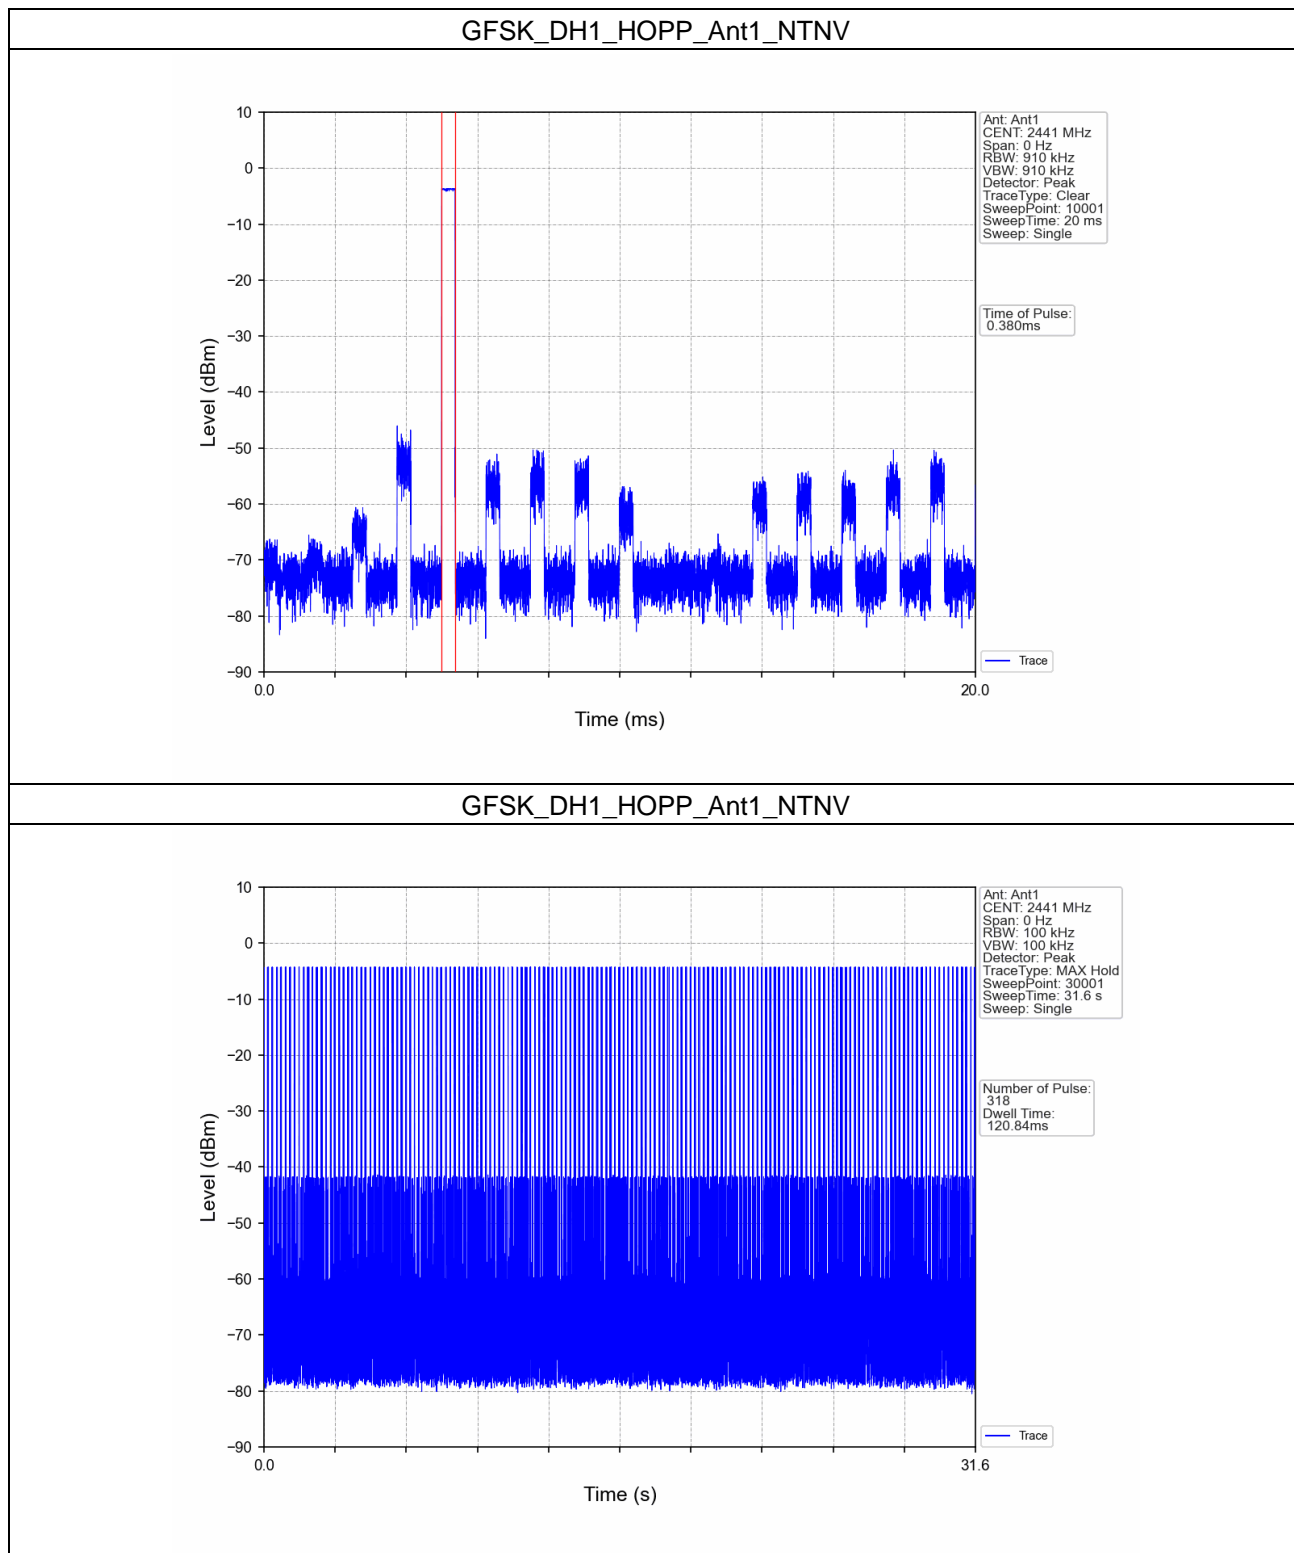 GFSK_DH1_HOPP_Ant1_NTNV
10
0
−10
−20
−30
−40
−50
−60
−70
−80
−90
Level (dBm)
0.0
20.0
Time (ms)
Ant: Ant1
CENT: 2441 MHz
Span: 0 Hz
RBW: 910 kHz
VBW: 910 kHz
Detector: Peak
TraceType: Clear
SweepPoint: 10001
SweepTime: 20 ms
Sweep: Single
Time of Pulse:
0.380ms
Trace
GFSK_DH1_HOPP_Ant1_NTNV
10
0
−10
−20
−30
−40
−50
−60
−70
−80
−90
Level (dBm)
0.0
31.6
Time (s)
Ant: Ant1
CENT: 2441 MHz
Span: 0 Hz
RBW: 100 kHz
VBW: 100 kHz
Detector: Peak
TraceType: MAX Hold
SweepPoint: 30001
SweepTime: 31.6 s
Sweep: Single
Number of Pulse:
318
Dwell Time:
120.84ms
Trace